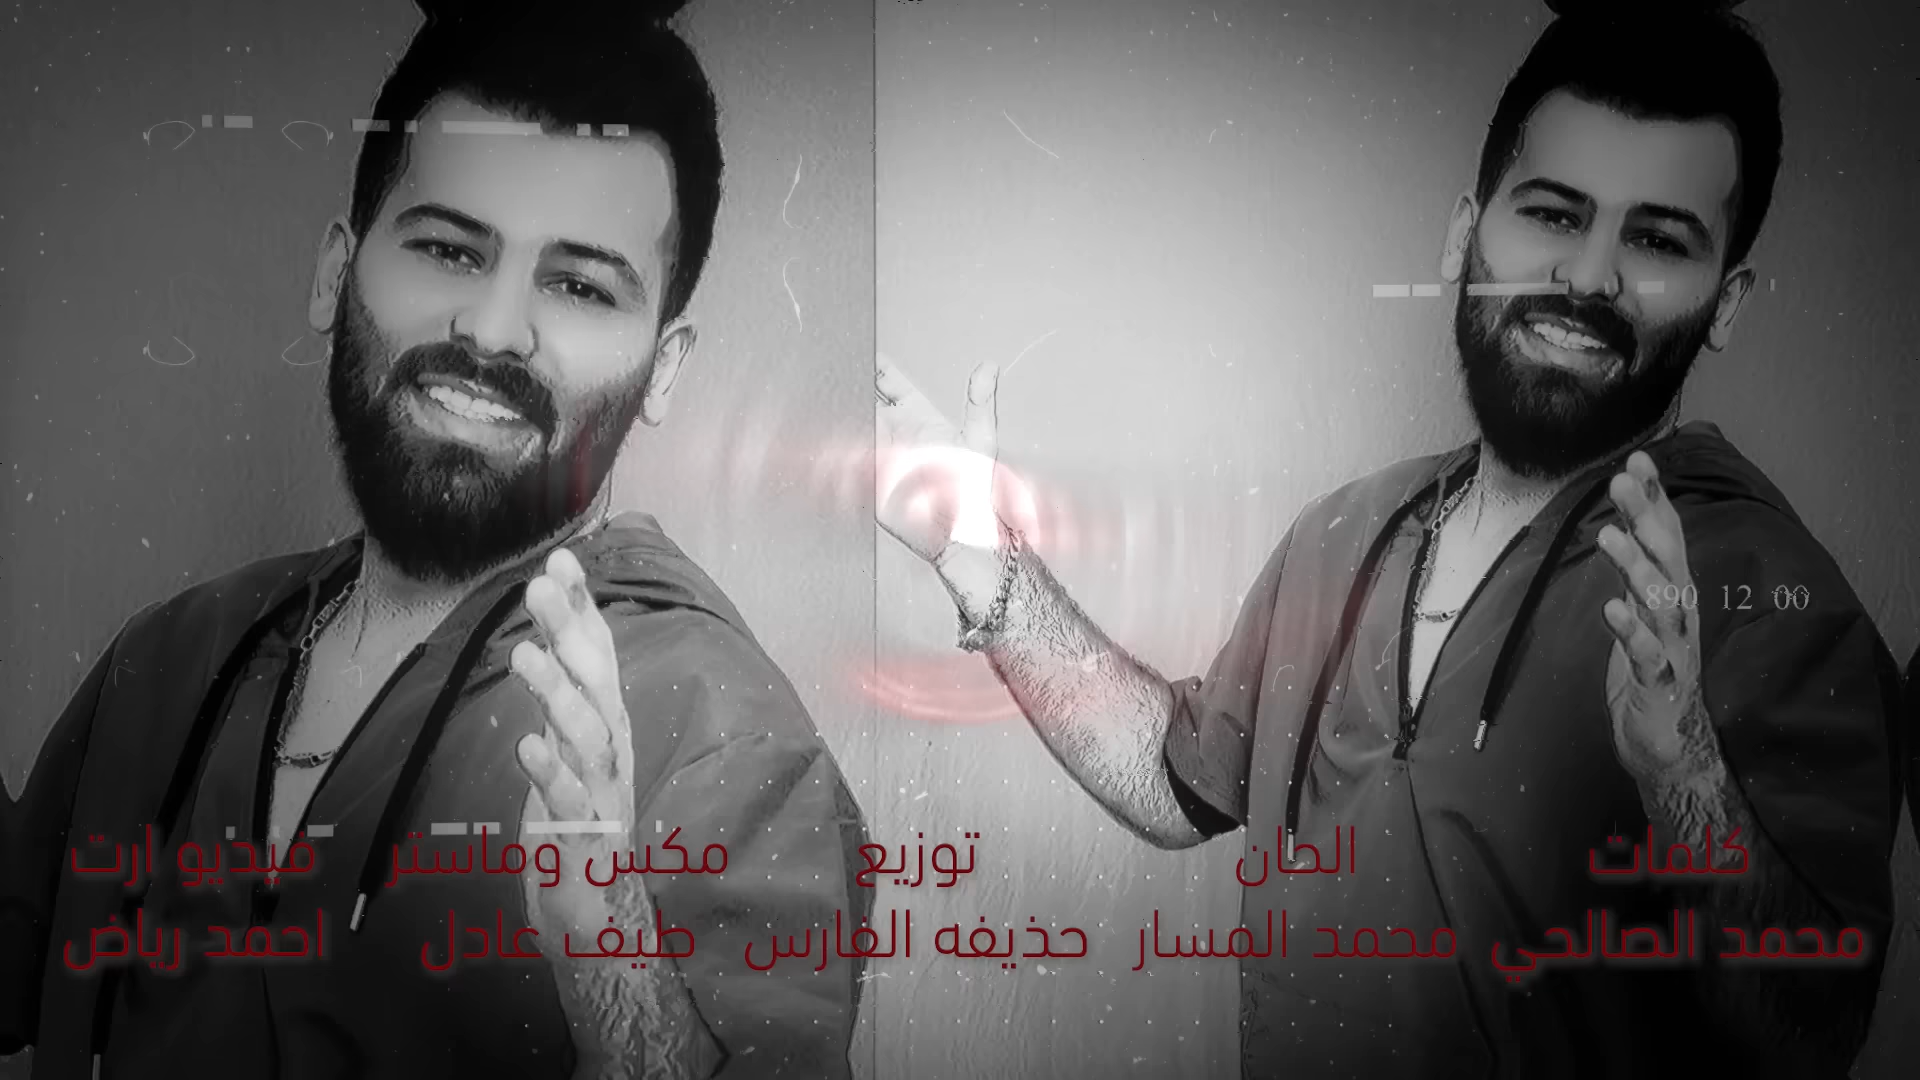 890 12 00
كلمات الحان توزيع مكس وماستر فيديو ارت
محمد الصالحي محمد المسار حذيفه الفارس طيف عادل احمد رياض